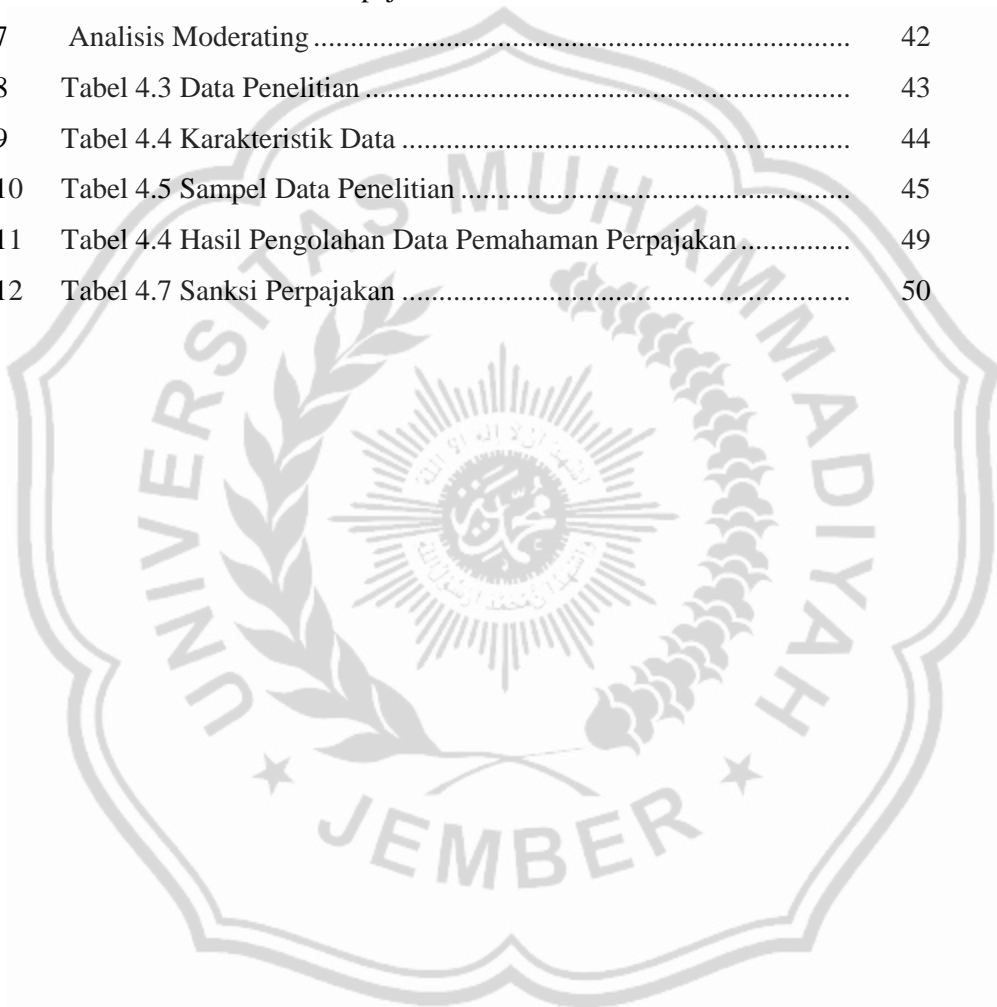 7 Analisis Moderating ........................................................... 42
8 Tabel 4.3 Data Penelitian ..................................................... 43
9 Tabel 4.4 Karakteristik Data ................................................. 44
10 Tabel 4.5 Sampel Data Penelitian .......................................... 45
11 Tabel 4.4 Hasil Pengolahan Data Pemahaman Perpajakan .............. 49
12 Tabel 4.7 Sanksi Perpajakan ................................................. 50
UNIVERSITAS MUHAMMADIYAH
JEMBER